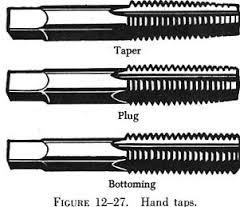 Taper
Plug
Bottoming
FIGURE 12–27. Hand taps.